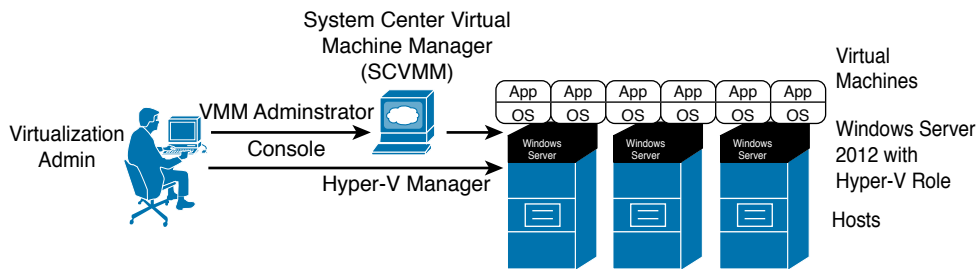 System Center Virtual
Machine Manager
(SCVMM)
Virtualization
Admin
VMM Adminstrator
Console
Hyper-V Manager
App App App App App App
OS OS OS OS OS OS
Windows
Server
Windows
Server
Windows
Server
Virtual
Machines
Windows Server
2012 with
Hyper-V Role
Hosts